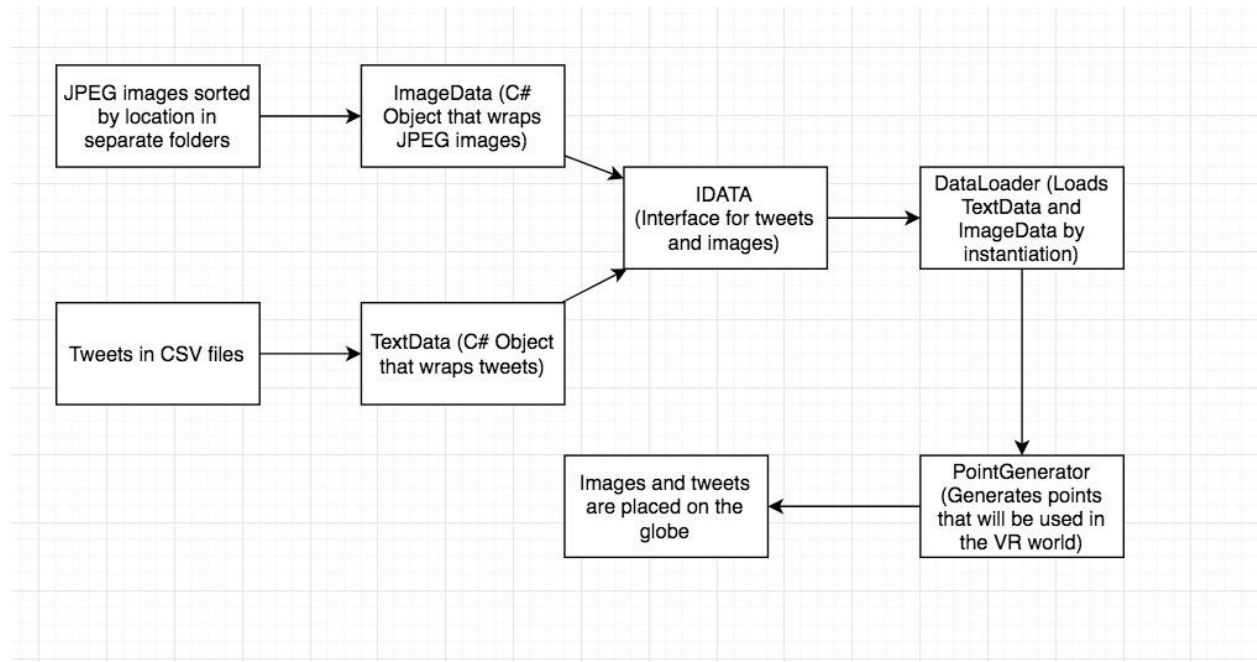 JPEG images sorted
by location in
separate folders
ImageData (C#
Object that wraps
JPEG images)
IDATA
(Interface for tweets
and images)
DataLoader (Loads
TextData and
ImageData by
instantiation)
Tweets in CSV files
TextData (C# Object
that wraps tweets)
Images and tweets
are placed on the
globe
PointGenerator
(Generates points
that will be used in
the VR world)